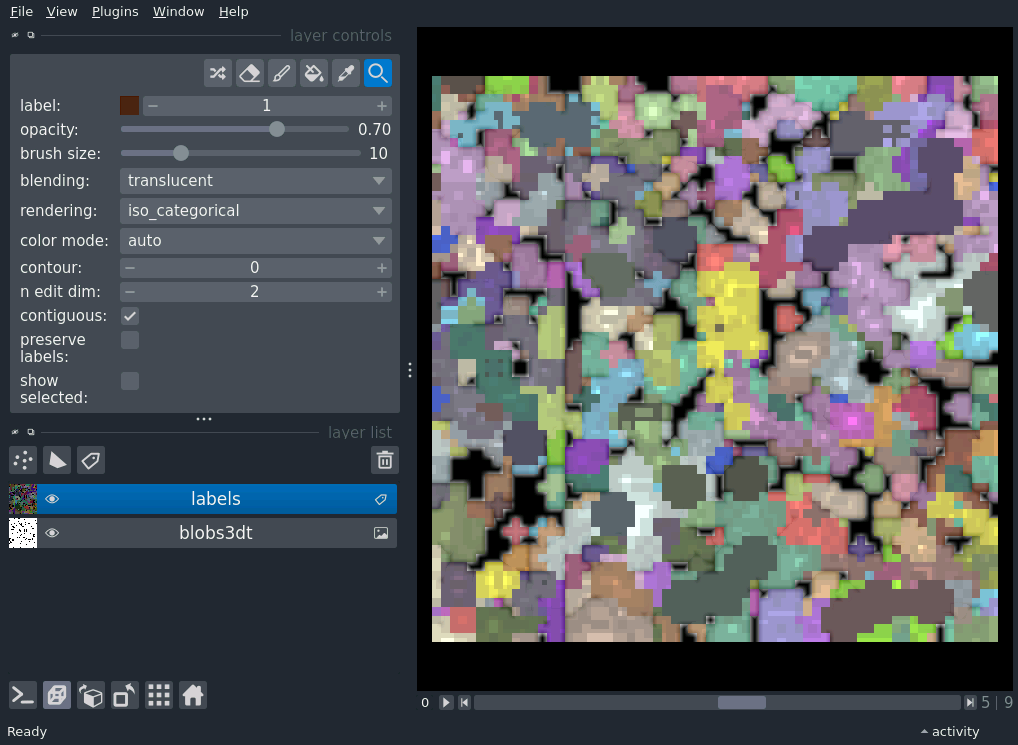 File View Plugins Window Help
layer controls
label: 1
opacity: 0.70
brush size: 10
blending: translucent
rendering: iso_categorical
color mode: auto
contour: 0
n edit dim: 2
contiguous:
preserve
labels:
show
selected:
layer list
labels
blobs3dt
0 5 | 9
Ready activity